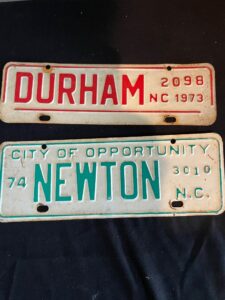 DURHAM 2098
NC 1973
CITY OF OPPORTUNITY
74 NEWTON 3010
N.C.